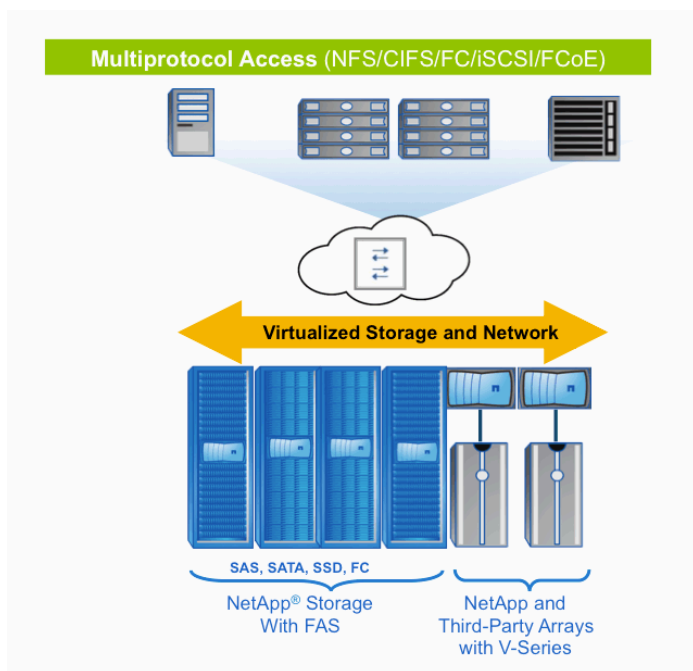 Multiprotocol Access (NFS/CIFS/FC/iSCSI/FCoE)
Virtualized Storage and Network
SAS, SATA, SSD, FC
NetApp® Storage
With FAS
NetApp and
Third-Party Arrays
with V-Series